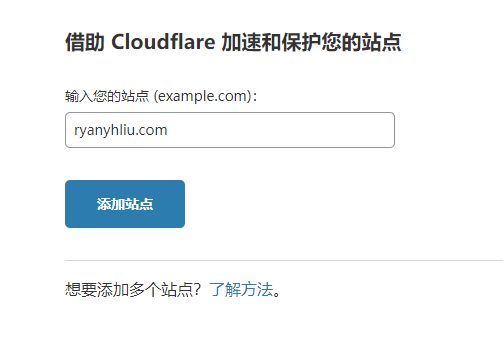 借助 Cloudflare 加速和保护您的站点
输入您的站点 (example.com)：
ryanyhliu.com
添加站点
想要添加多个站点？了解方法。